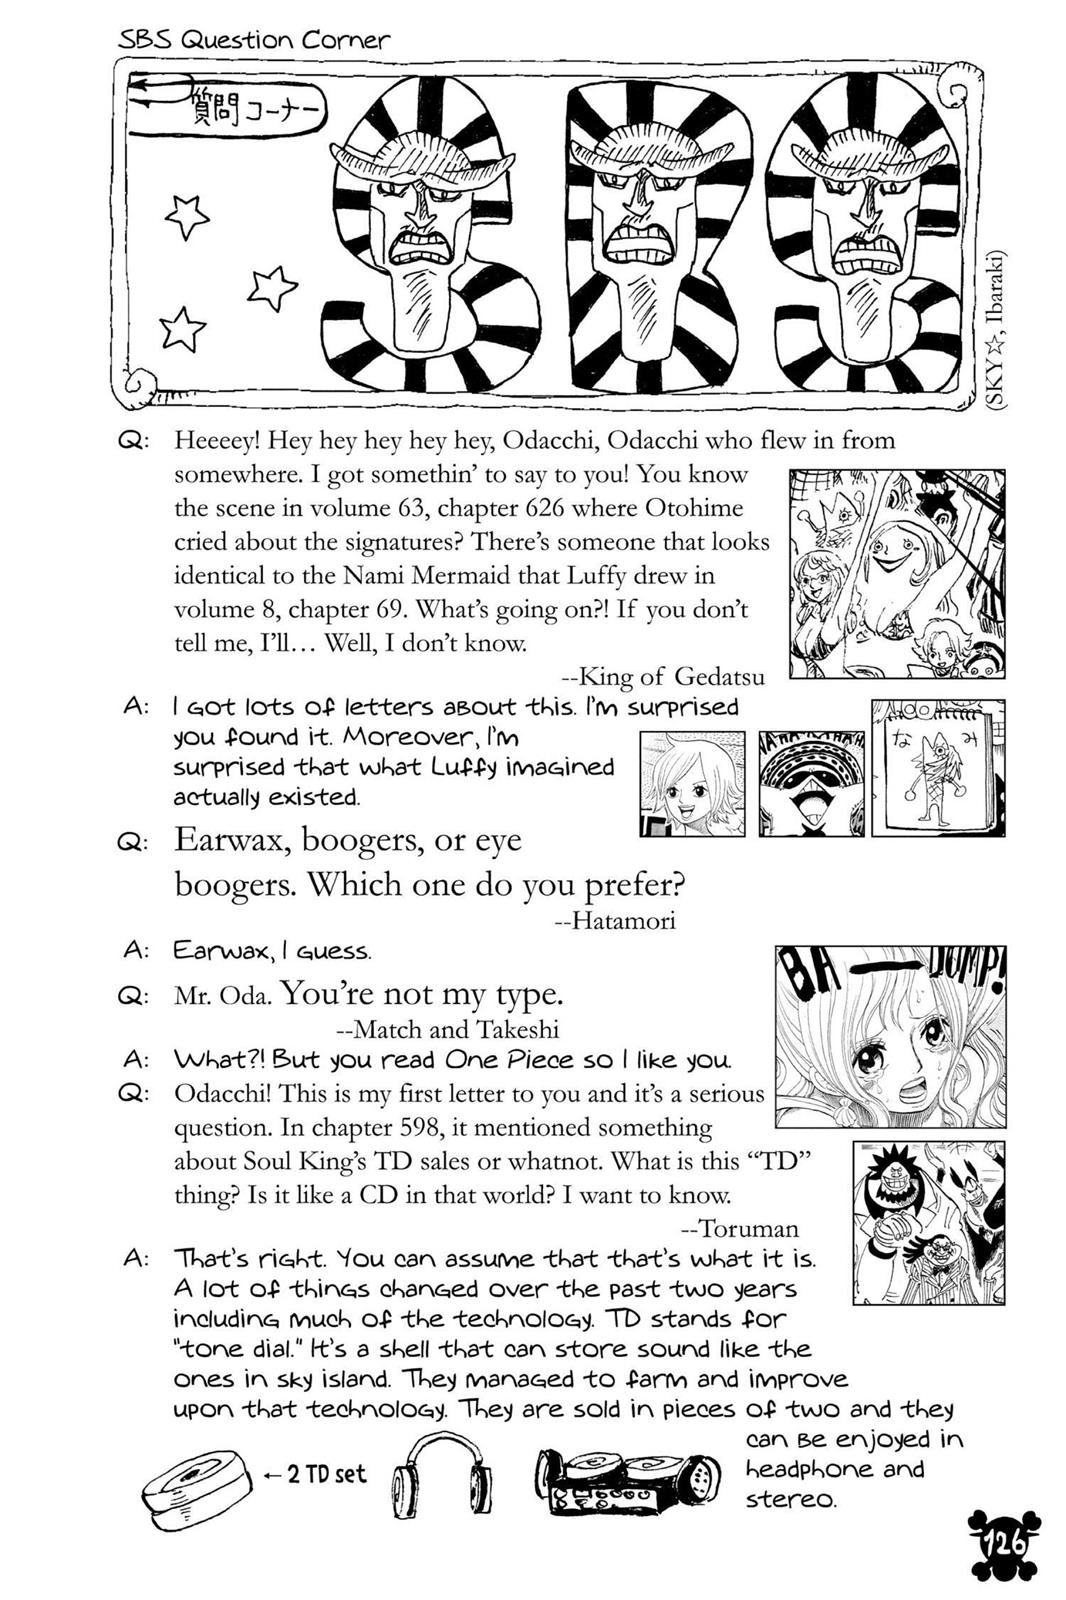 SBS Question Corner
質問コーナー
SBS
(SKY☆, Ibaraki)
Q: Heeeey! Hey hey hey hey hey, Odacchi, Odacchi who flew in from
somewhere. I got somethin' to say to you! You know
the scene in volume 63, chapter 626 where Otohime
cried about the signatures? There's someone that looks
identical to the Nami Mermaid that Luffy drew in
volume 8, chapter 69. What's going on?! If you don't
tell me, I'll… Well, I don't know.
--King of Gedatsu
A: I got lots of letters about this. I'm surprised
you found it. Moreover, I'm
surprised that what Luffy imagined
actually existed.
なみ
Q: Earwax, boogers, or eye
boogers. Which one do you prefer?
--Hatamori
A: Earwax, I guess.
BA—DUMP!
Q: Mr. Oda. You're not my type.
--Match and Takeshi
A: What?! But you read One Piece so I like you.
Q: Odacchi! This is my first letter to you and it's a serious
question. In chapter 598, it mentioned something
about Soul King's TD sales or whatnot. What is this “TD”
thing? Is it like a CD in that world? I want to know.
--Toruman
A: That's right. You can assume that that's what it is.
A lot of things changed over the past two years
including much of the technology. TD stands for
"tone dial." It's a shell that can store sound like the
ones in sky island. They managed to farm and improve
upon that technology. They are sold in pieces of two and they
can be enjoyed in
headphone and
stereo.
←2 TD set
126